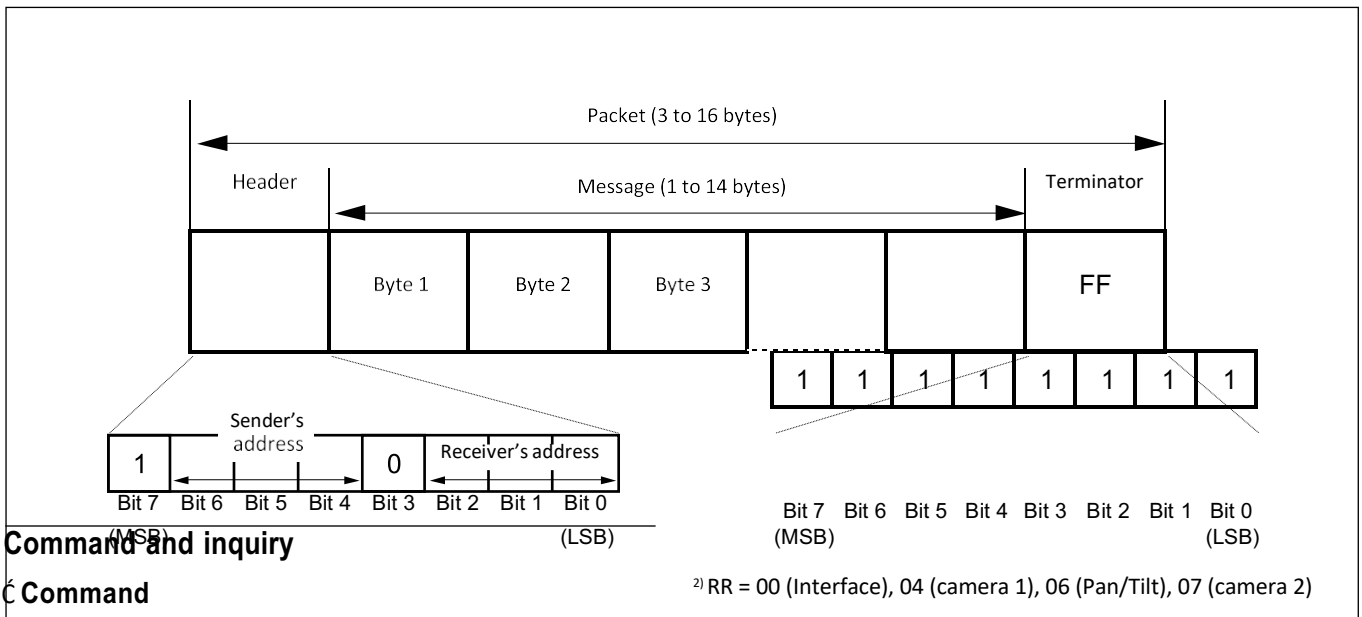 Packet (3 to 16 bytes)
Header
Message (1 to 14 bytes)
Terminator
Byte 1
Byte 2
Byte 3
FF
1 1 1 1 1 1 1 1
Sender's
address
1
0
Receiver's address
Bit 7 Bit 6 Bit 5 Bit 4 Bit 3 Bit 2 Bit 1 Bit 0
(MSB) (LSB)
Bit 7 Bit 6 Bit 5 Bit 4 Bit 3 Bit 2 Bit 1 Bit 0
(MSB) (LSB)
Command and inquiry
Ć Command
2) RR = 00 (Interface), 04 (camera 1), 06 (Pan/Tilt), 07 (camera 2)